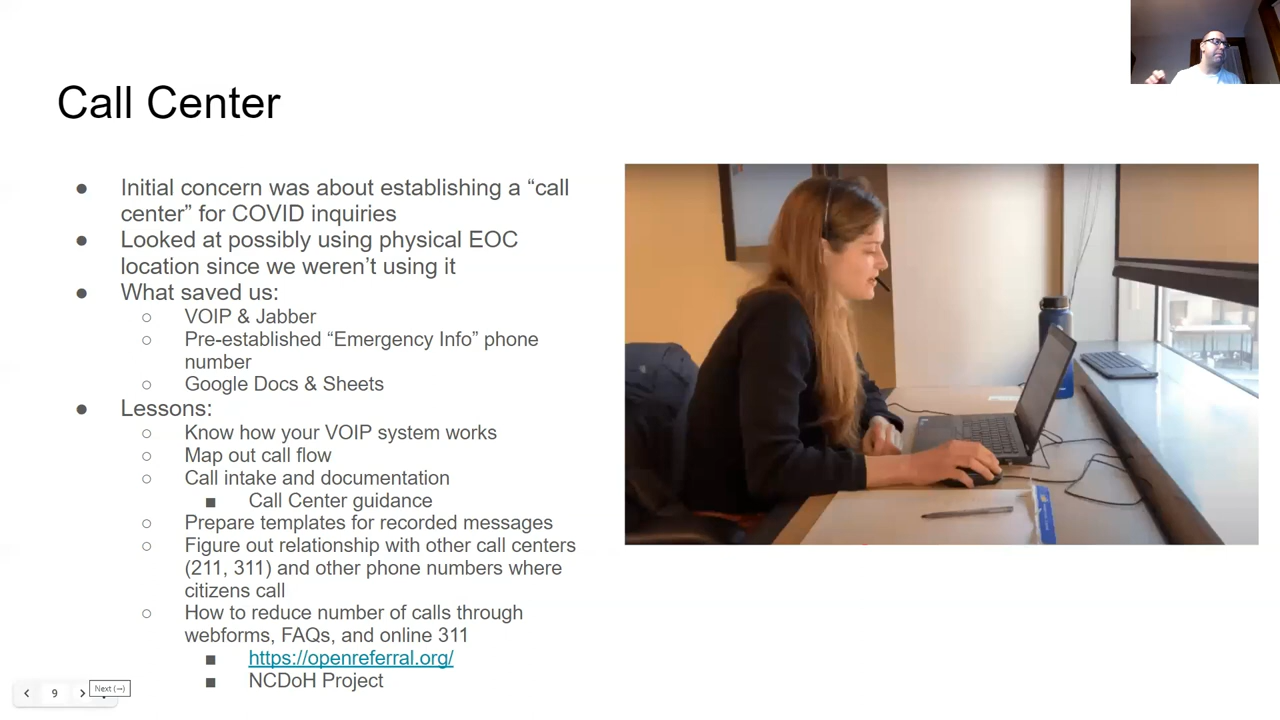 Call Center
● Initial concern was about establishing a “call
center” for COVID inquiries
● Looked at possibly using physical EOC
location since we weren’t using it
● What saved us:
○ VOIP & Jabber
○ Pre-established “Emergency Info” phone
number
○ Google Docs & Sheets
● Lessons:
○ Know how your VOIP system works
○ Map out call flow
○ Call intake and documentation
■ Call Center guidance
○ Prepare templates for recorded messages
○ Figure out relationship with other call centers
(211, 311) and other phone numbers where
citizens call
○ How to reduce number of calls through
webforms, FAQs, and online 311
■ https://openreferral.org/
■ NCDoH Project
9
Next (→)